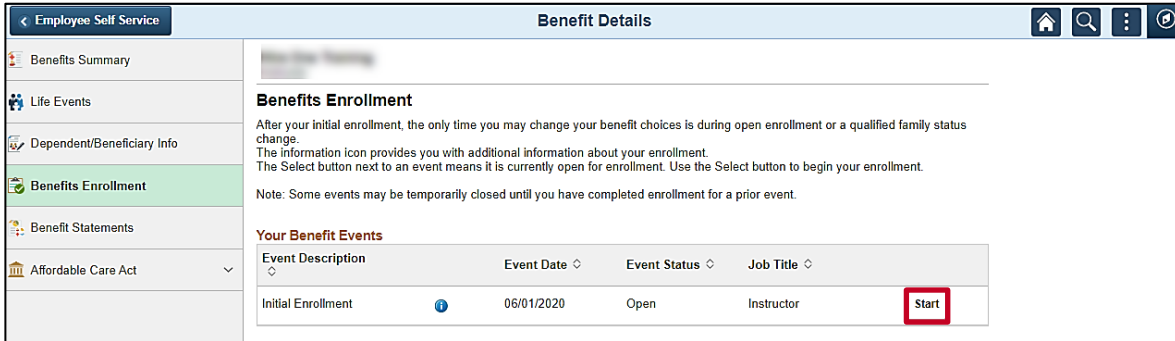 Employee Self Service
Benefit Details
Benefits Summary
Life Events
Dependent/Beneficiary Info
Benefits Enrollment
Benefit Statements
Affordable Care Act
Benefits Enrollment
After your initial enrollment, the only time you may change your benefit choices is during open enrollment or a qualified family status
change.
The information icon provides you with additional information about your enrollment.
The Select button next to an event means it is currently open for enrollment. Use the Select button to begin your enrollment.
Note: Some events may be temporarily closed until you have completed enrollment for a prior event.
Your Benefit Events
Event Description Event Date Event Status Job Title
Initial Enrollment 06/01/2020 Open Instructor Start